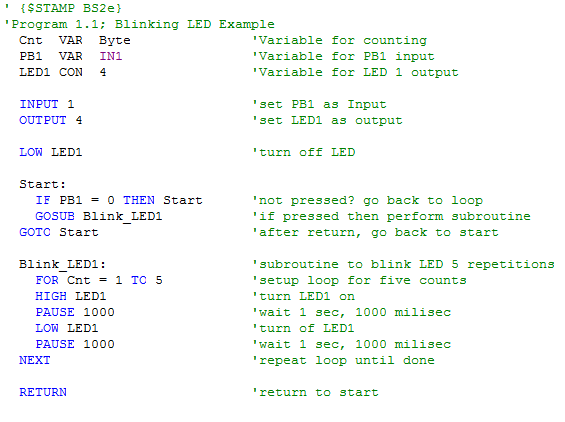 ' {$STAMP BS2e}
'Program 1.1; Blinking LED Example
Cnt VAR Byte 'Variable for counting
PB1 VAR IN1 'Variable for PB1 input
LED1 CON 4 'Variable for LED 1 output
INPUT 1 'set PB1 as Input
OUTPUT 4 'set LED1 as output
LOW LED1 'turn off LED
Start:
IF PB1 = 0 THEN Start 'not pressed? go back to loop
GOSUB Blink_LED1 'if pressed then perform subroutine
GOTO Start 'after return, go back to start
Blink_LED1: 'subroutine to blink LED 5 repetitions
FOR Cnt = 1 TO 5 'setup loop for five counts
HIGH LED1 'turn LED1 on
PAUSE 1000 'wait 1 sec, 1000 milisec
LOW LED1 'turn of LED1
PAUSE 1000 'wait 1 sec, 1000 milisec
NEXT 'repeat loop until done
RETURN 'return to start